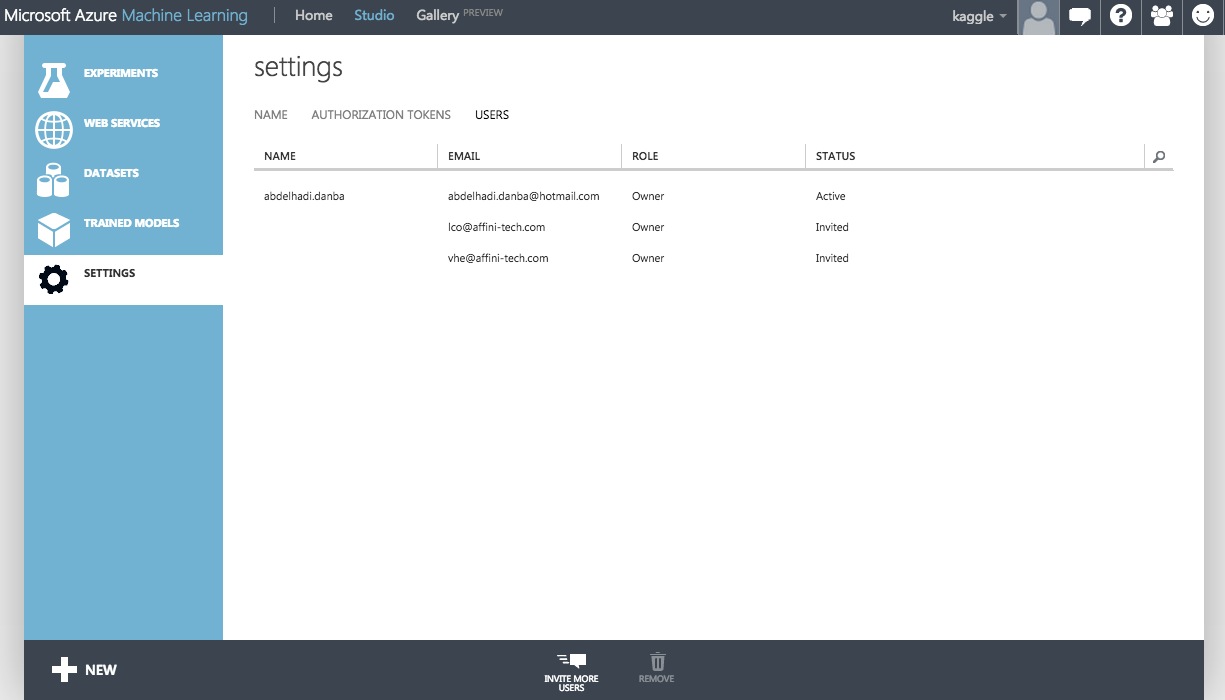 Microsoft Azure Machine Learning Home Studio Gallery PREVIEW kaggle
EXPERIMENTS
WEB SERVICES
DATASETS
TRAINED MODELS
SETTINGS
settings
NAME AUTHORIZATION TOKENS USERS
NAME EMAIL ROLE STATUS
abdelhadi.danba abdelhadi.danba@hotmail.com Owner Active
lco@affini-tech.com Owner Invited
vhe@affini-tech.com Owner Invited
NEW
INVITE MORE
USERS
REMOVE